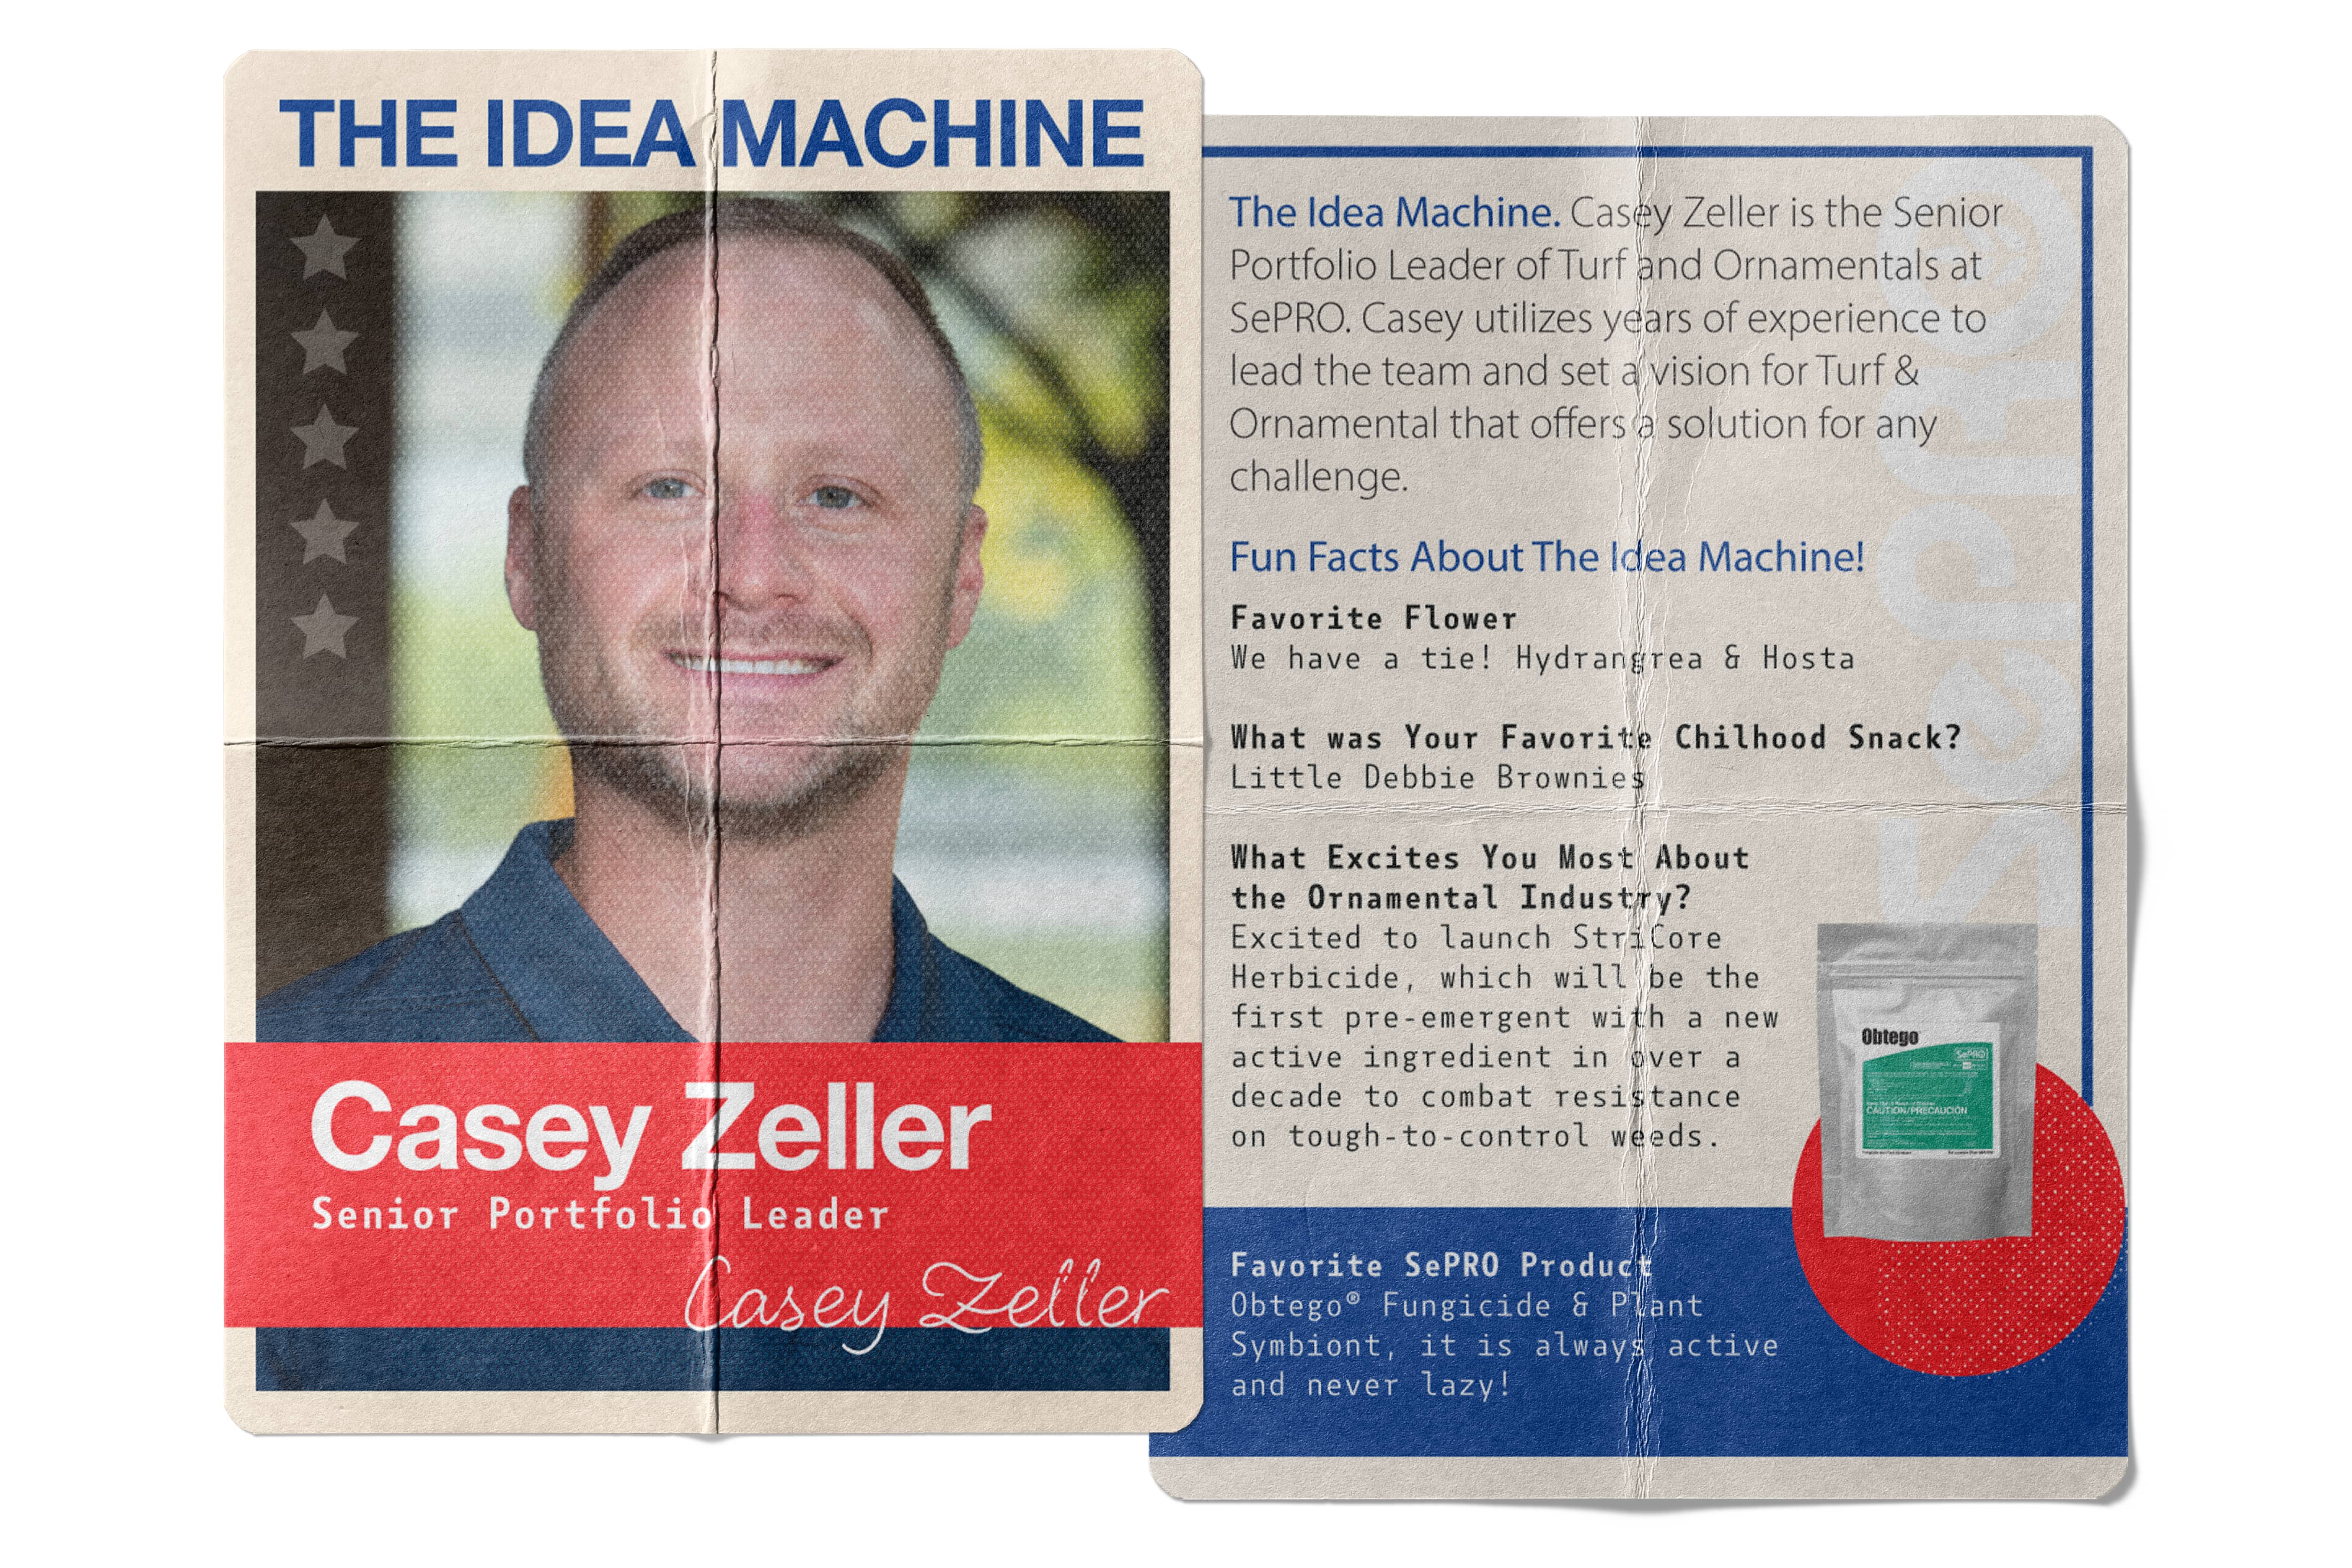 THE IDEA MACHINE
Casey Zeller
Senior Portfolio Leader
Casey Zeller
The Idea Machine. Casey Zeller is the Senior
Portfolio Leader of Turf and Ornamentals at
SePRO. Casey utilizes years of experience to
lead the team and set a vision for Turf &
Ornamental that offers a solution for any
challenge.
Fun Facts About The Idea Machine!
Favorite Flower
We have a tie! Hydrangrea & Hosta
What was Your Favorite Chilhood Snack?
Little Debbie Brownies
What Excites You Most About
the Ornamental Industry?
Excited to launch StriCore
Herbicide, which will be the
first pre-emergent with a new
active ingredient in over a
decade to combat resistance
on tough-to-control weeds.
Favorite SePRO Product
Obtego® Fungicide & Plant
Symbiont, it is always active
and never lazy!
SePRO
Obtego
SePRO
CAUTION/PRECAUCIÓN